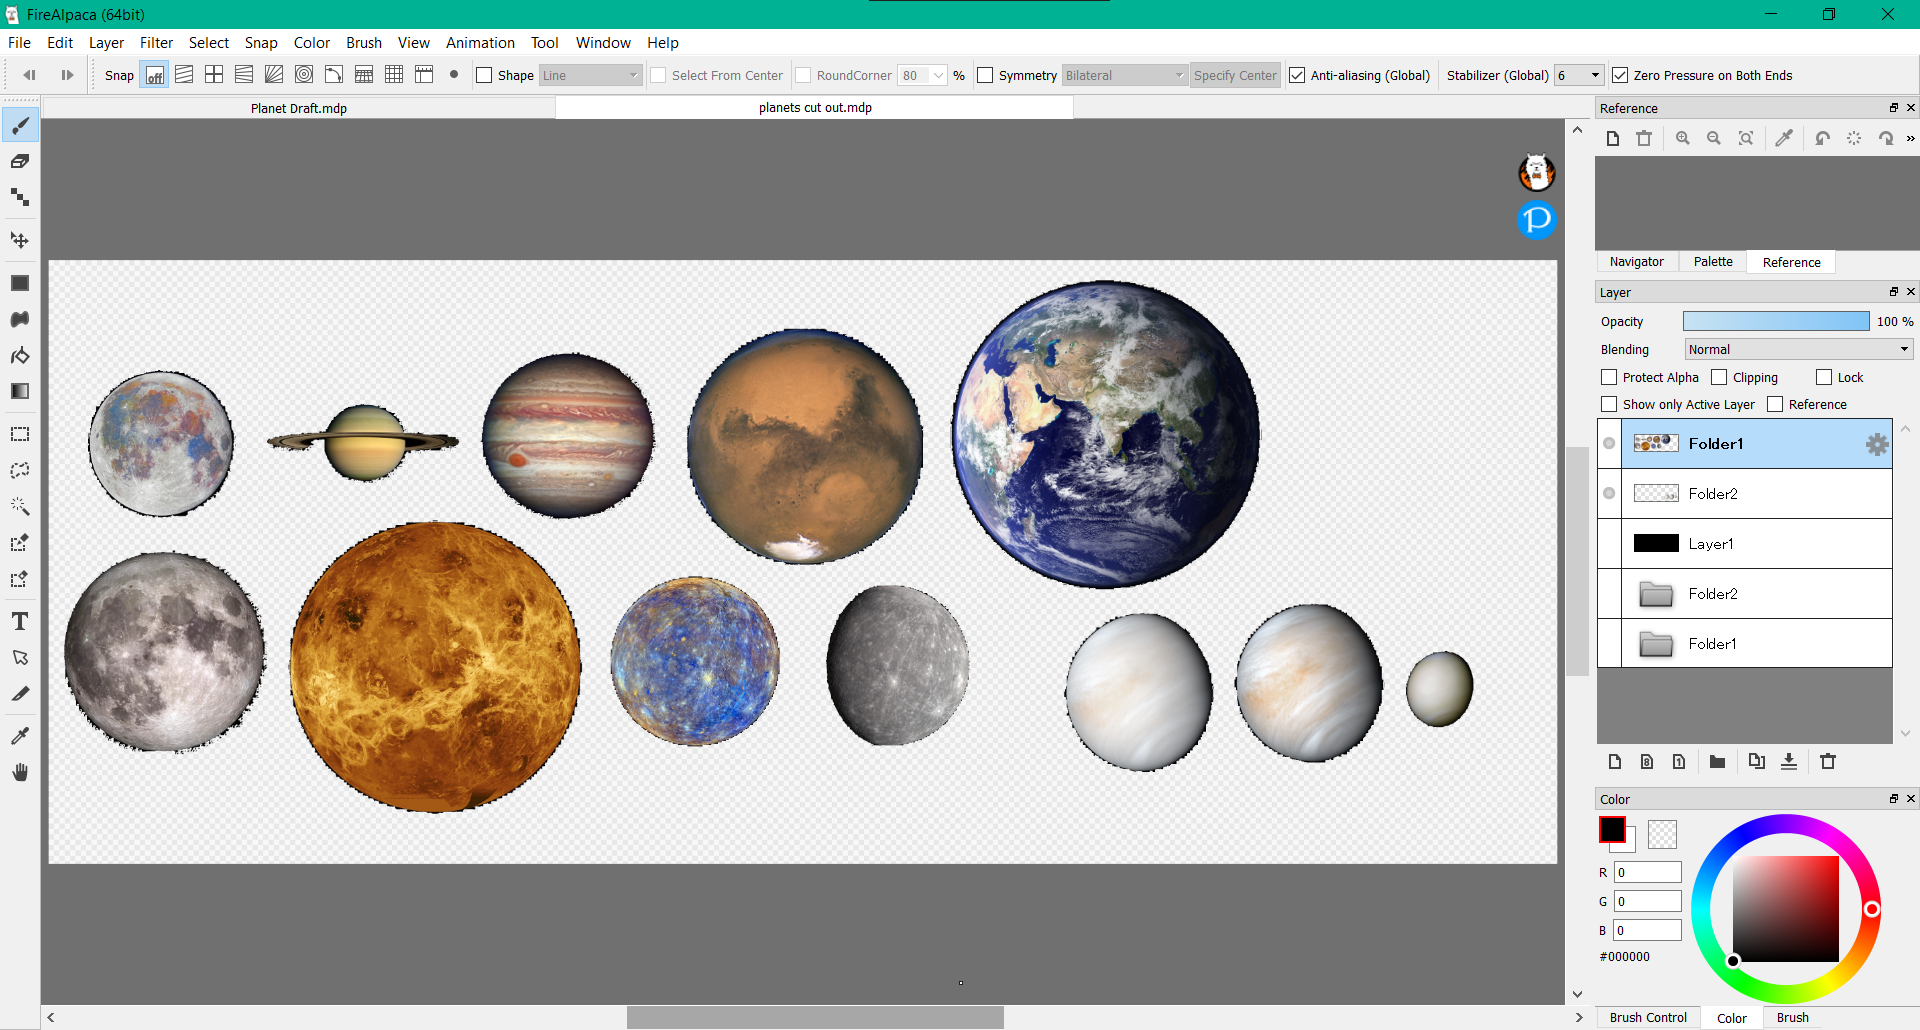 FireAlpaca (64bit)
File Edit Layer Filter Select Snap Color Brush View Animation Tool Window Help
Snap off Shape Line Select From Center RoundCorner 80 % Symmetry Bilateral Specify Center Anti-aliasing (Global) Stabilizer (Global) 6 Zero Pressure on Both Ends
Planet Draft.mdp planets cut out.mdp
Reference
Navigator Palette Reference
Layer
Opacity 100 %
Blending Normal
Protect Alpha Clipping Lock
Show only Active Layer Reference
Folder1
Folder2
Layer1
Folder2
Folder1
8 1
Color
R 0
G 0
B 0
#000000
Brush Control Color Brush
T
P